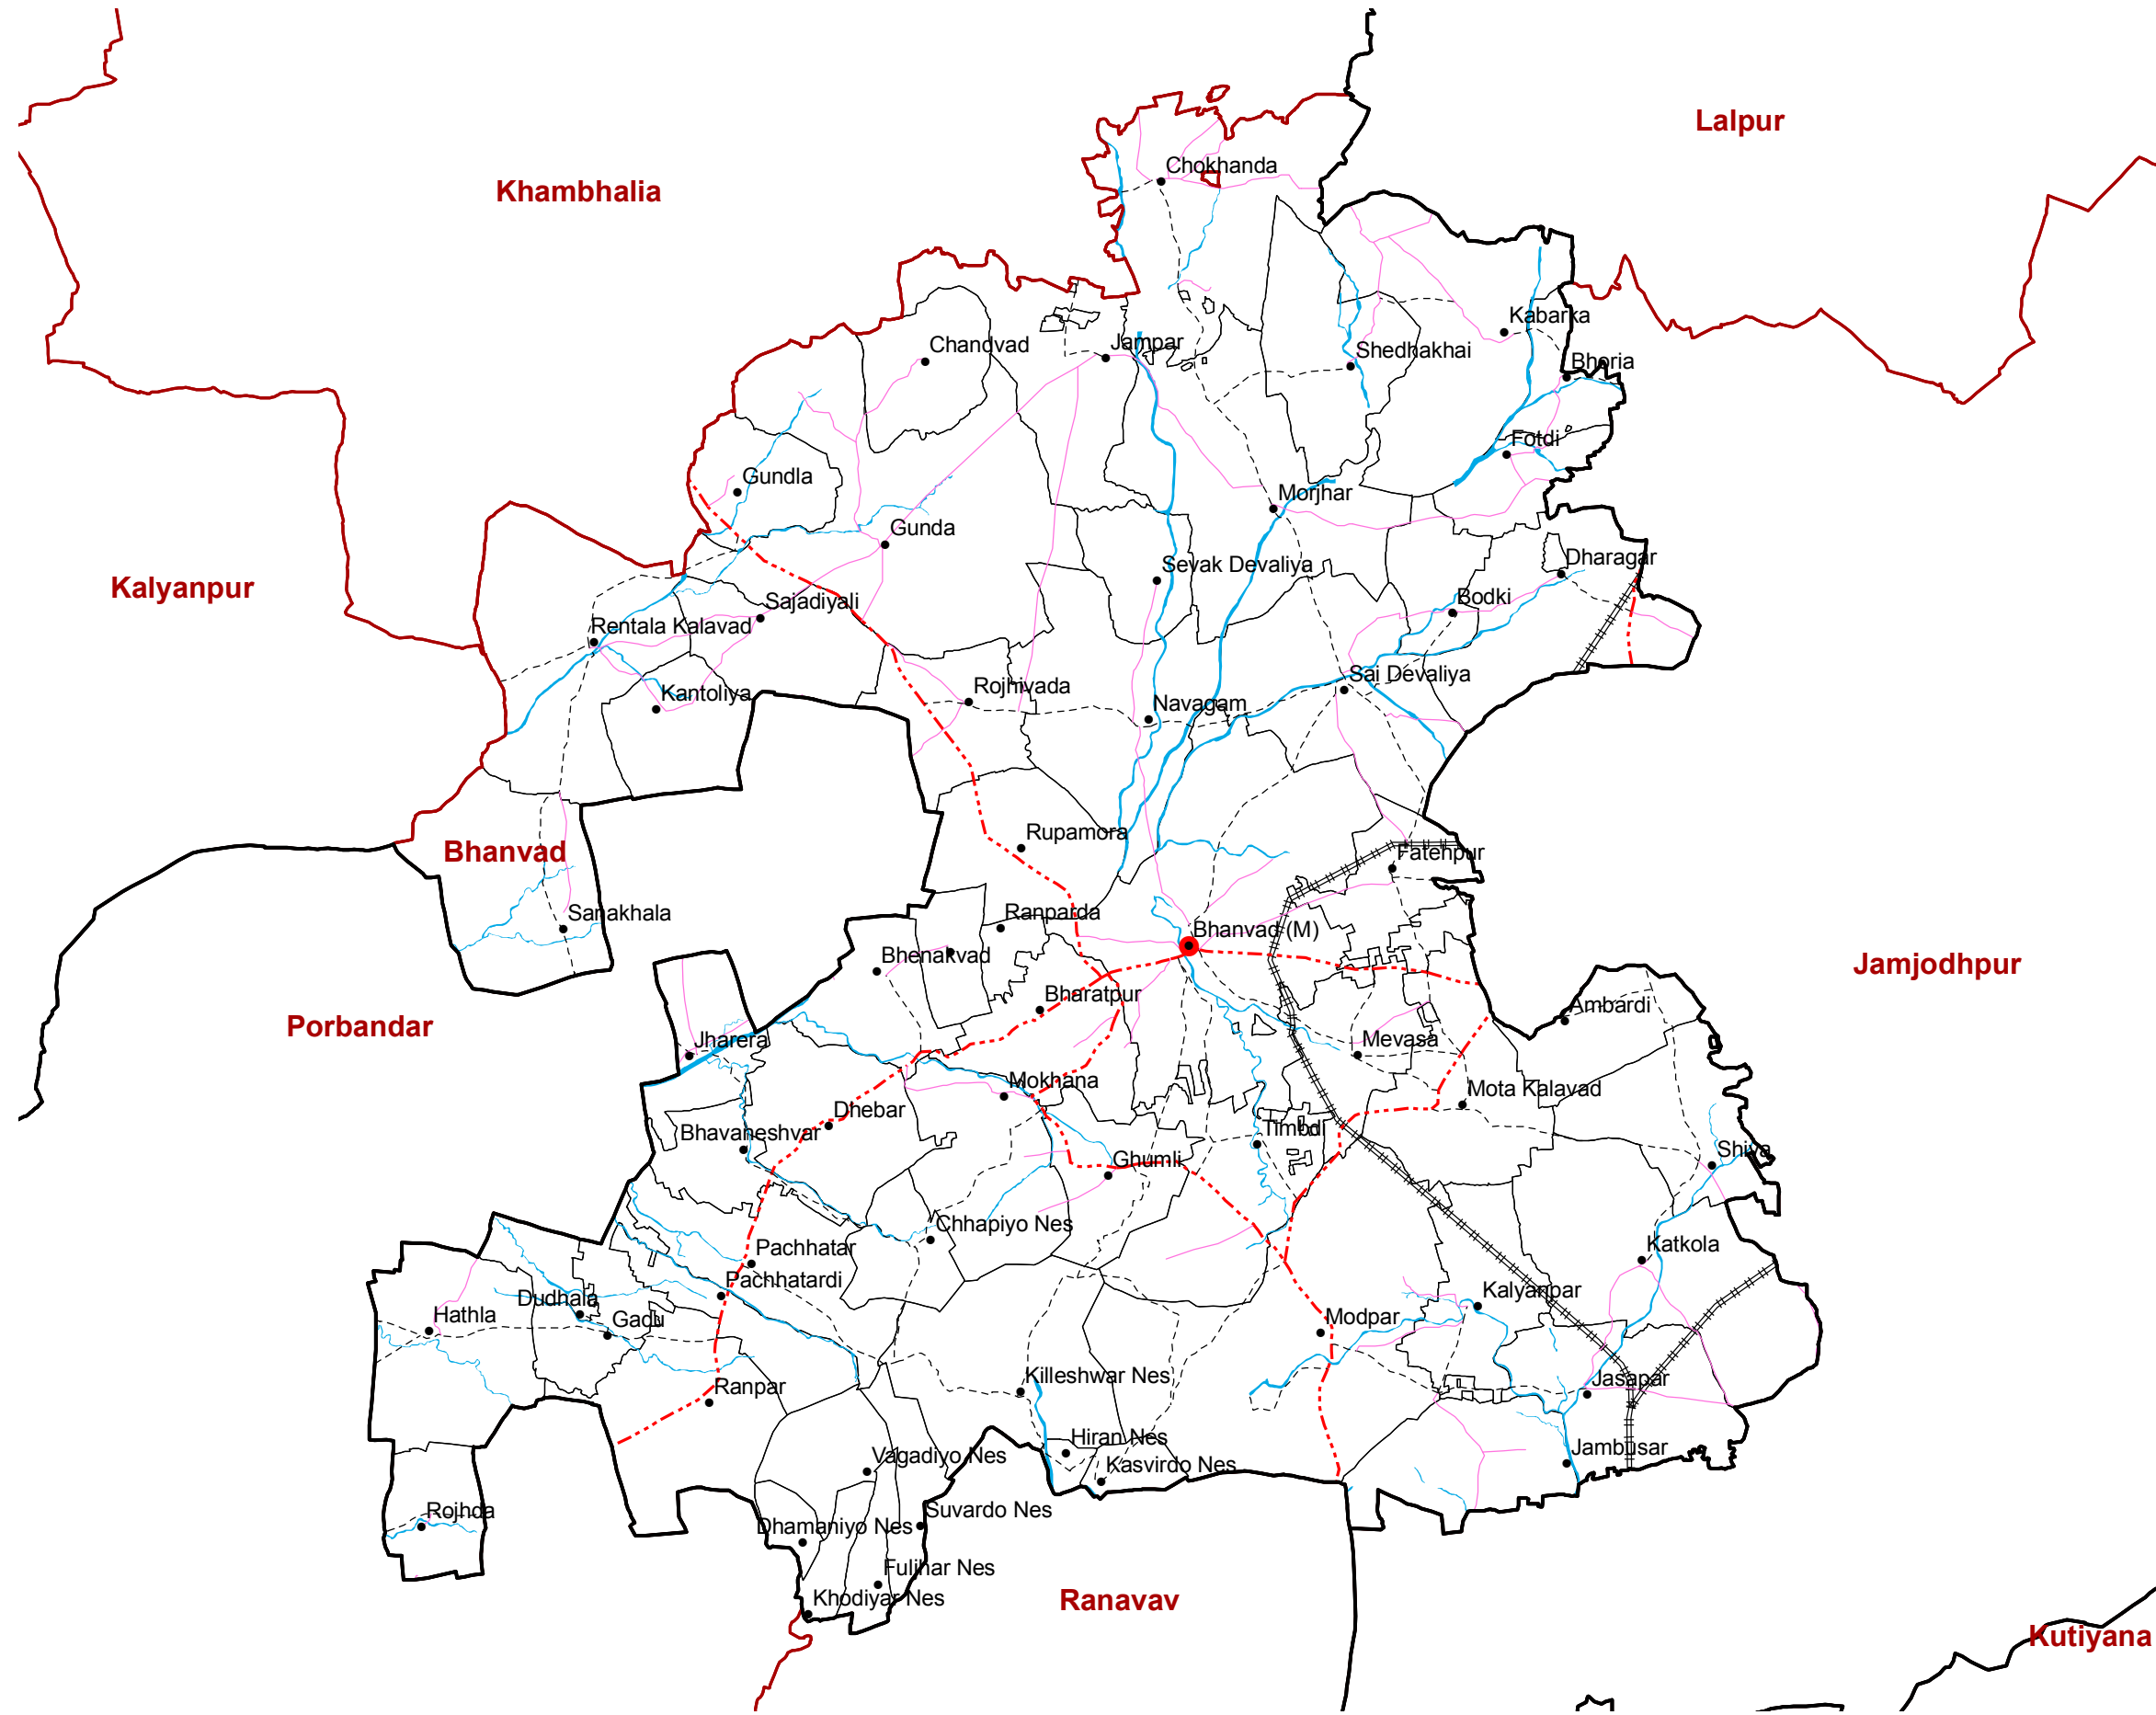 Lalpur
Chokhanda
Khambhalia
Kabarka
Chandvad
Jampar
Shedhakhai
Bhoria
Fotdi
Gundla
Morjhar
Gunda
Dharagar
Sevak Devaliya
Kalyanpur
Bodki
Sajadiyali
Rentala Kalavad
Sai Devaliya
Rojhivada
Kantoliya
Navagam
Rupamora
Bhanvad
Fatehpur
Sanakhala
Ranparda
Bhanvad (M)
Bhenakvad
Jamjodhpur
Bharatpur
Ambardi
Porbandar
Jharera
Mevasa
Mokhana
Mota Kalavad
Dhebar
Bhavaneshvar
Timbdi
Shiva
Ghumli
Chhapiyo Nes
Pachhatar
Katkola
Pachhatardi
Kalyanpar
Dudhala
Hathla
Gadu
Modpar
Killeshwar Nes
Jasapar
Ranpar
Hiran Nes
Jambusar
Vagadiyo Nes
Kasvirdo Nes
Rojhda
Suvardo Nes
Dhamaniyo Nes
Fulihar Nes
Khodiyar Nes
Ranavav
Kutiyana